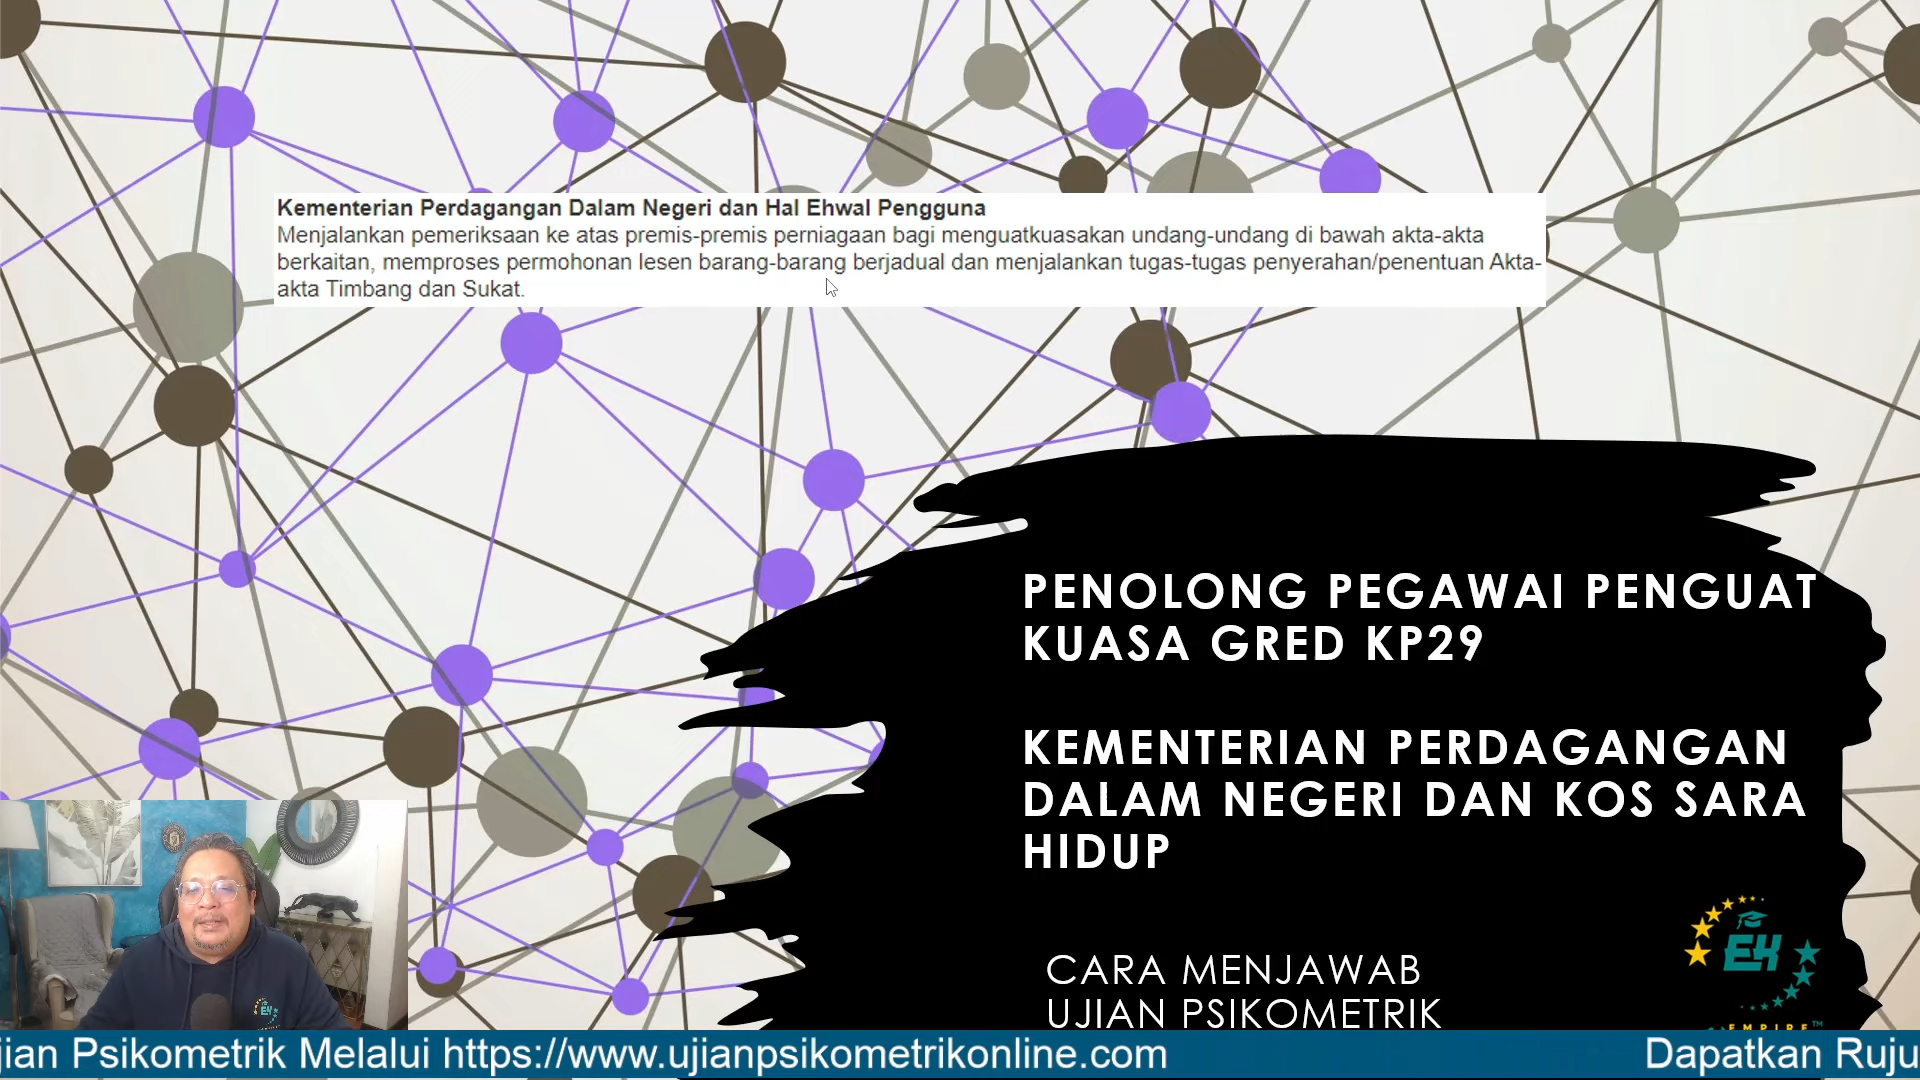 Kementerian Perdagangan Dalam Negeri dan Hal Ehwal Pengguna
Menjalankan pemeriksaan ke atas premis-premis perniagaan bagi menguatkuasakan undang-undang di bawah akta-akta
berkaitan, memproses permohonan lesen barang-barang berjadual dan menjalankan tugas-tugas penyerahan/penentuan Akta-
akta Timbang dan Sukat.
PENOLONG PEGAWAI PENGUAT
KUASA GRED KP29
KEMENTERIAN PERDAGANGAN
DALAM NEGERI DAN KOS SARA
HIDUP
CARA MENJAWAB
UJIAN PSIKOMETRIK
EK
EMPIRE™
jian Psikometrik Melalui https://www.ujianpsikometrikonline.com
Dapatkan Ruju